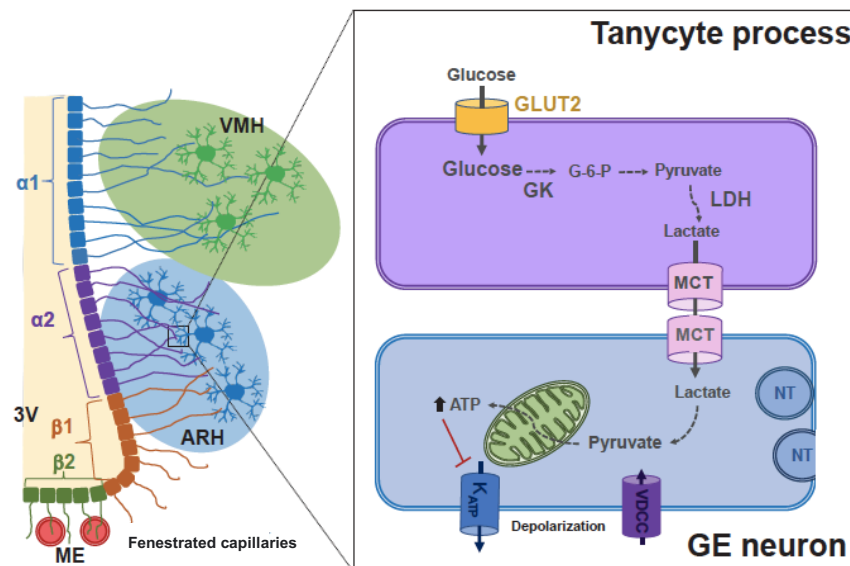 Tanycyte process
Glucose
GLUT2
Glucose
GK
G-6-P
Pyruvate
LDH
Lactate
MCT
MCT
Lactate
Pyruvate
ATP
NT
NT
K ATP
Depolarization
VDCC
GE neuron
VMH
α1
α2
3V
β1
ARH
β2
ME
Fenestrated capillaries